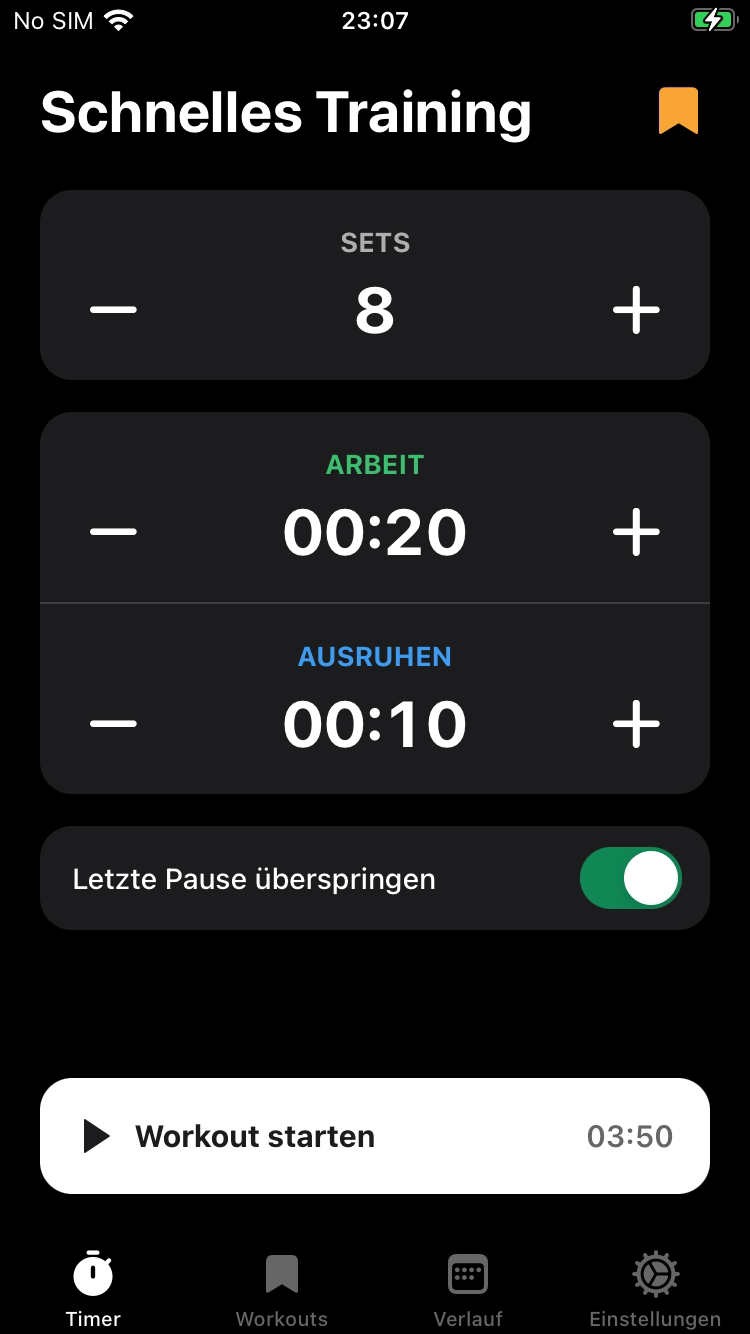 No SIM 23:07
Schnelles Training
SETS
8
ARBEIT
00:20
AUSRUHEN
00:10
Letzte Pause überspringen
Workout starten 03:50
Timer Workouts Verlauf Einstellungen